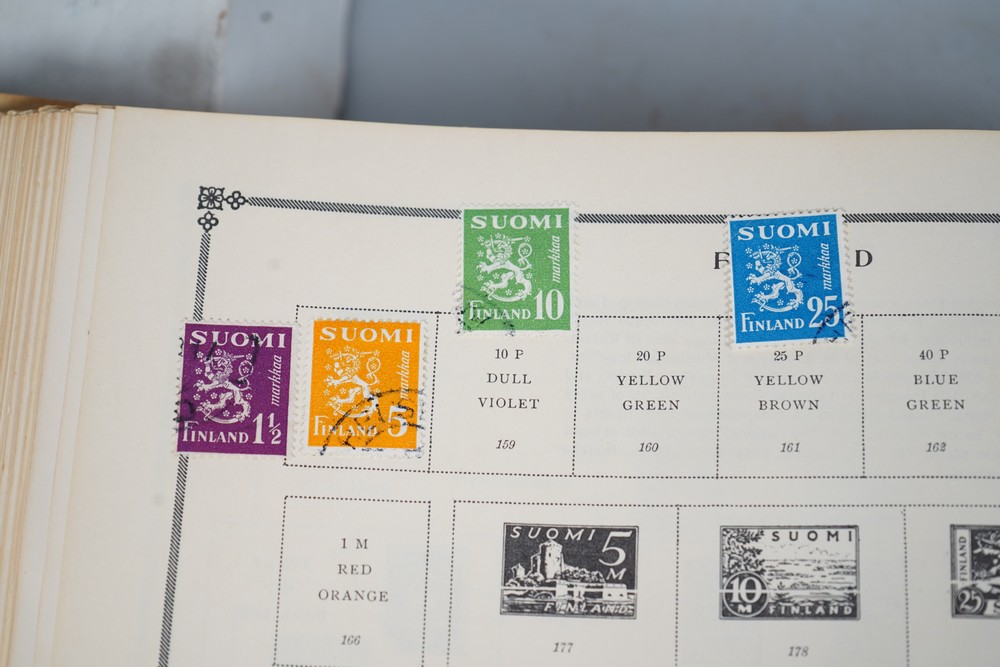 SUOMI
markkaa
FINLAND 10
SUOMI
markkaa
FINLAND 25
F
D
SUOMI
markkaa
FINLAND 1½
SUOMI
markkaa
FINLAND 5
10 P
DULL
VIOLET
159
20 P
YELLOW
GREEN
160
25 P
YELLOW
BROWN
161
40 P
BLUE
GREEN
162
1 M
RED
ORANGE
166
SUOMI 5
M
FINLAND
177
SUOMI
10
M FINLAND
178
FINLAND
25